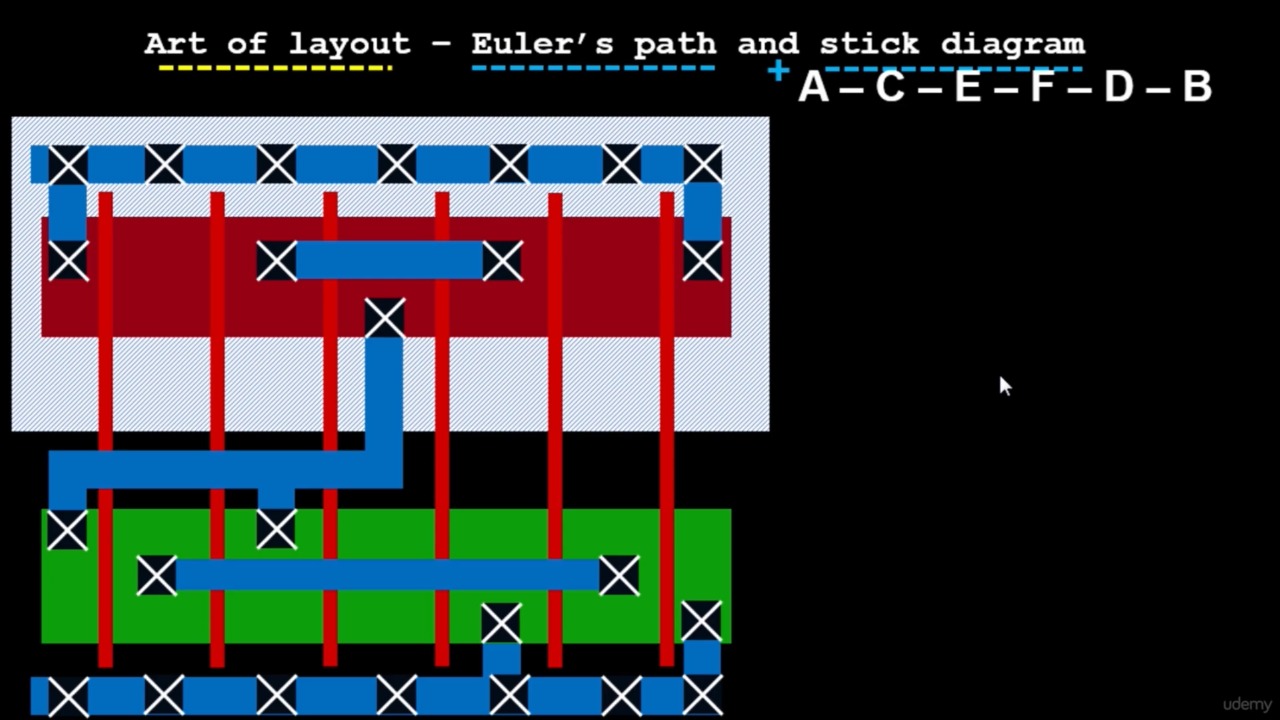 Art of layout – Euler’s path and stick diagram
+ A – C – E – F – D – B
udemy